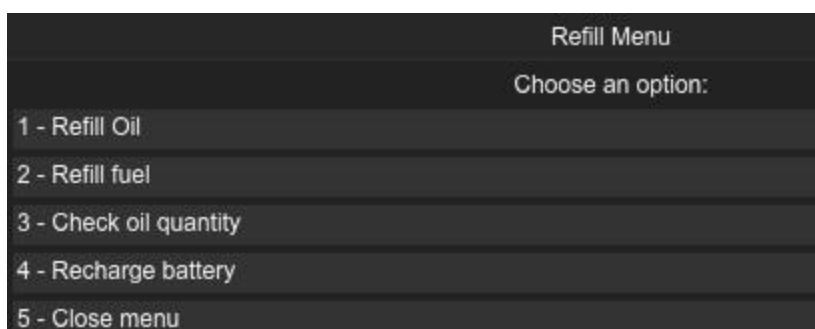 Refill Menu
Choose an option:
1 - Refill Oil
2 - Refill fuel
3 - Check oil quantity
4 - Recharge battery
5 - Close menu